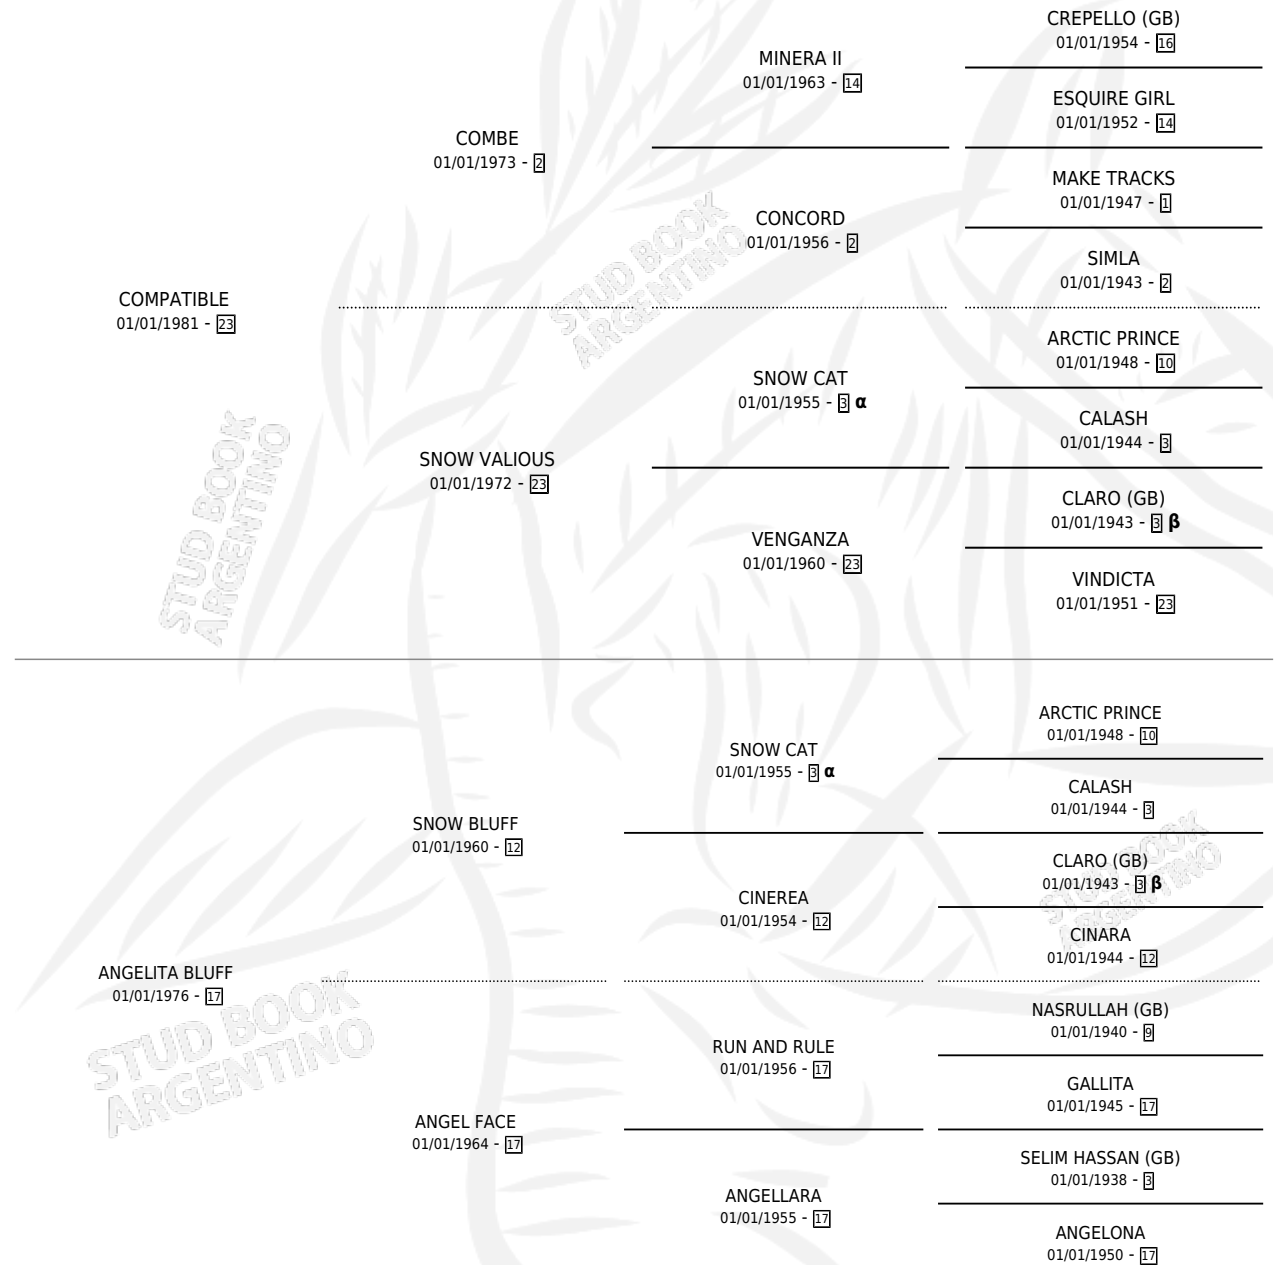 CREPELLO (GB)
01/01/1954 - 16
MINERA II
01/01/1963 - 14
ESQUIRE GIRL
01/01/1952 - 14
COMBE
01/01/1973 - 2
MAKE TRACKS
01/01/1947 - 1
CONCORD
01/01/1956 - 2
SIMLA
01/01/1943 - 2
COMPATIBLE
01/01/1981 - 23
ARCTIC PRINCE
01/01/1948 - 10
SNOW CAT
01/01/1955 - 3 α
CALASH
01/01/1944 - 3
SNOW VALIOUS
01/01/1972 - 23
CLARO (GB)
01/01/1943 - 3 β
VENGANZA
01/01/1960 - 23
VINDICTA
01/01/1951 - 23
ARCTIC PRINCE
01/01/1948 - 10
SNOW CAT
01/01/1955 - 3 α
CALASH
01/01/1944 - 3
SNOW BLUFF
01/01/1960 - 12
CLARO (GB)
01/01/1943 - 3 β
CINEREA
01/01/1954 - 12
CINARA
01/01/1944 - 12
ANGELITA BLUFF
01/01/1976 - 17
NASRULLAH (GB)
01/01/1940 - 9
RUN AND RULE
01/01/1956 - 17
GALLITA
01/01/1945 - 17
ANGEL FACE
01/01/1964 - 17
SELIM HASSAN (GB)
01/01/1938 - 3
ANGELLARA
01/01/1955 - 17
ANGELONA
01/01/1950 - 17
STUD BOOK
ARGENTINO
STUD BOOK
ARGENTINO
STUD BOOK
ARGENTINO
STUD BOOK
ARGENTINO